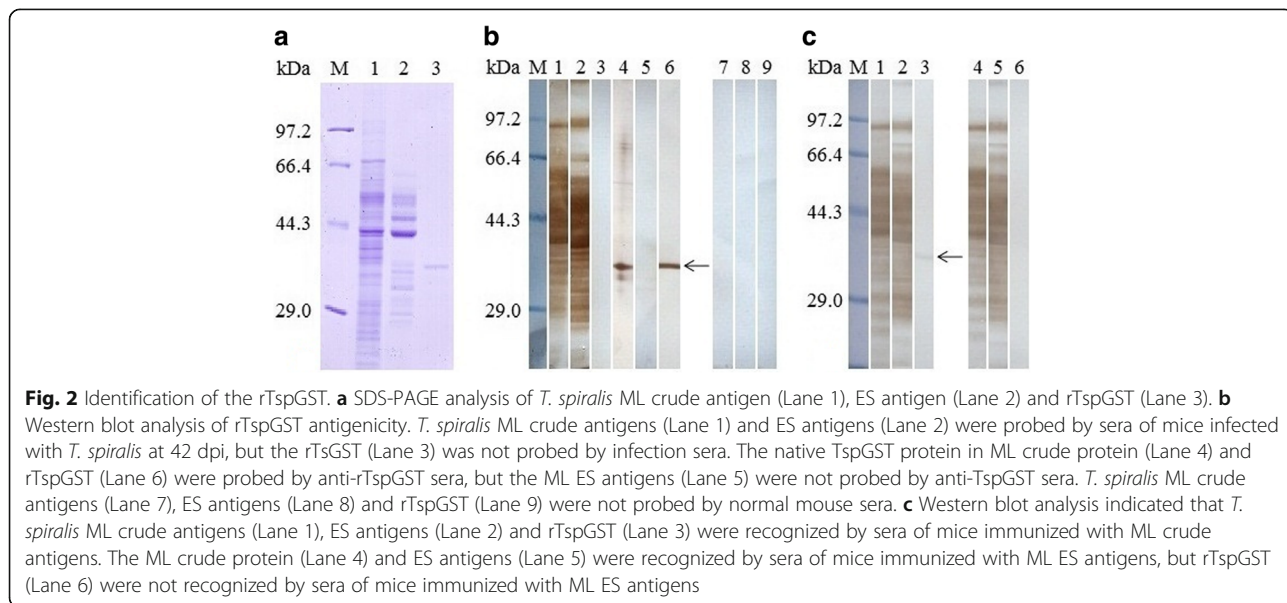 a
b
c
kDa M 1 2 3
kDa M 1 2 3 4 5 6 7 8 9
kDa M 1 2 3 4 5 6
97.2
66.4
44.3
29.0
97.2
66.4
44.3
29.0
97.2
66.4
44.3
29.0
Fig. 2 Identification of the rTspGST. a SDS-PAGE analysis of T. spiralis ML crude antigen (Lane 1), ES antigen (Lane 2) and rTspGST (Lane 3). b
Western blot analysis of rTspGST antigenicity. T. spiralis ML crude antigens (Lane 1) and ES antigens (Lane 2) were probed by sera of mice infected
with T. spiralis at 42 dpi, but the rTsGST (Lane 3) was not probed by infection sera. The native TspGST protein in ML crude protein (Lane 4) and
rTspGST (Lane 6) were probed by anti-rTspGST sera, but the ML ES antigens (Lane 5) were not probed by anti-TspGST sera. T. spiralis ML crude
antigens (Lane 7), ES antigens (Lane 8) and rTspGST (Lane 9) were not probed by normal mouse sera. c Western blot analysis indicated that T.
spiralis ML crude antigens (Lane 1), ES antigens (Lane 2) and rTspGST (Lane 3) were recognized by sera of mice immunized with ML crude
antigens. The ML crude protein (Lane 4) and ES antigens (Lane 5) were recognized by sera of mice immunized with ML ES antigens, but rTspGST
(Lane 6) were not recognized by sera of mice immunized with ML ES antigens